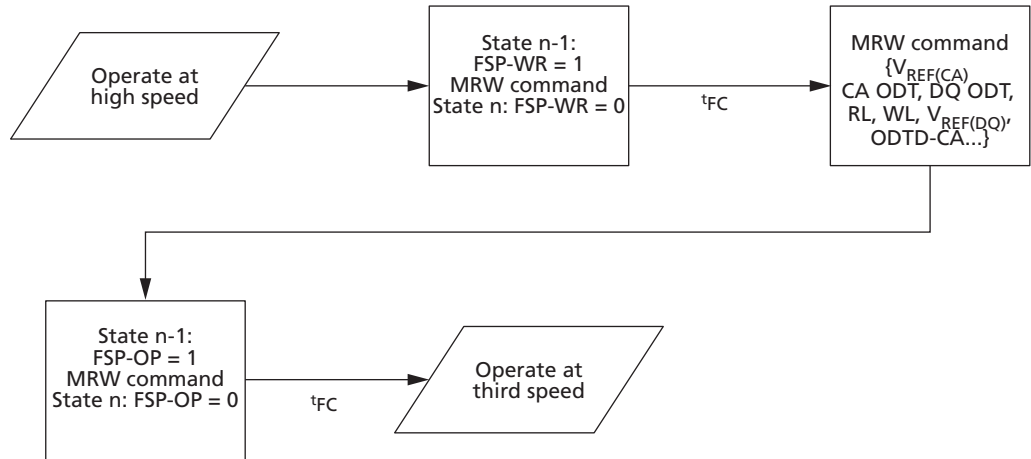 Operate at
high speed
State n-1:
FSP-WR = 1
MRW command
State n: FSP-WR = 0
tFC
MRW command
{VREF(CA)
CA ODT, DQ ODT,
RL, WL, VREF(DQ),
ODTD-CA...}
State n-1:
FSP-OP = 1
MRW command
State n: FSP-OP = 0
tFC
Operate at
third speed